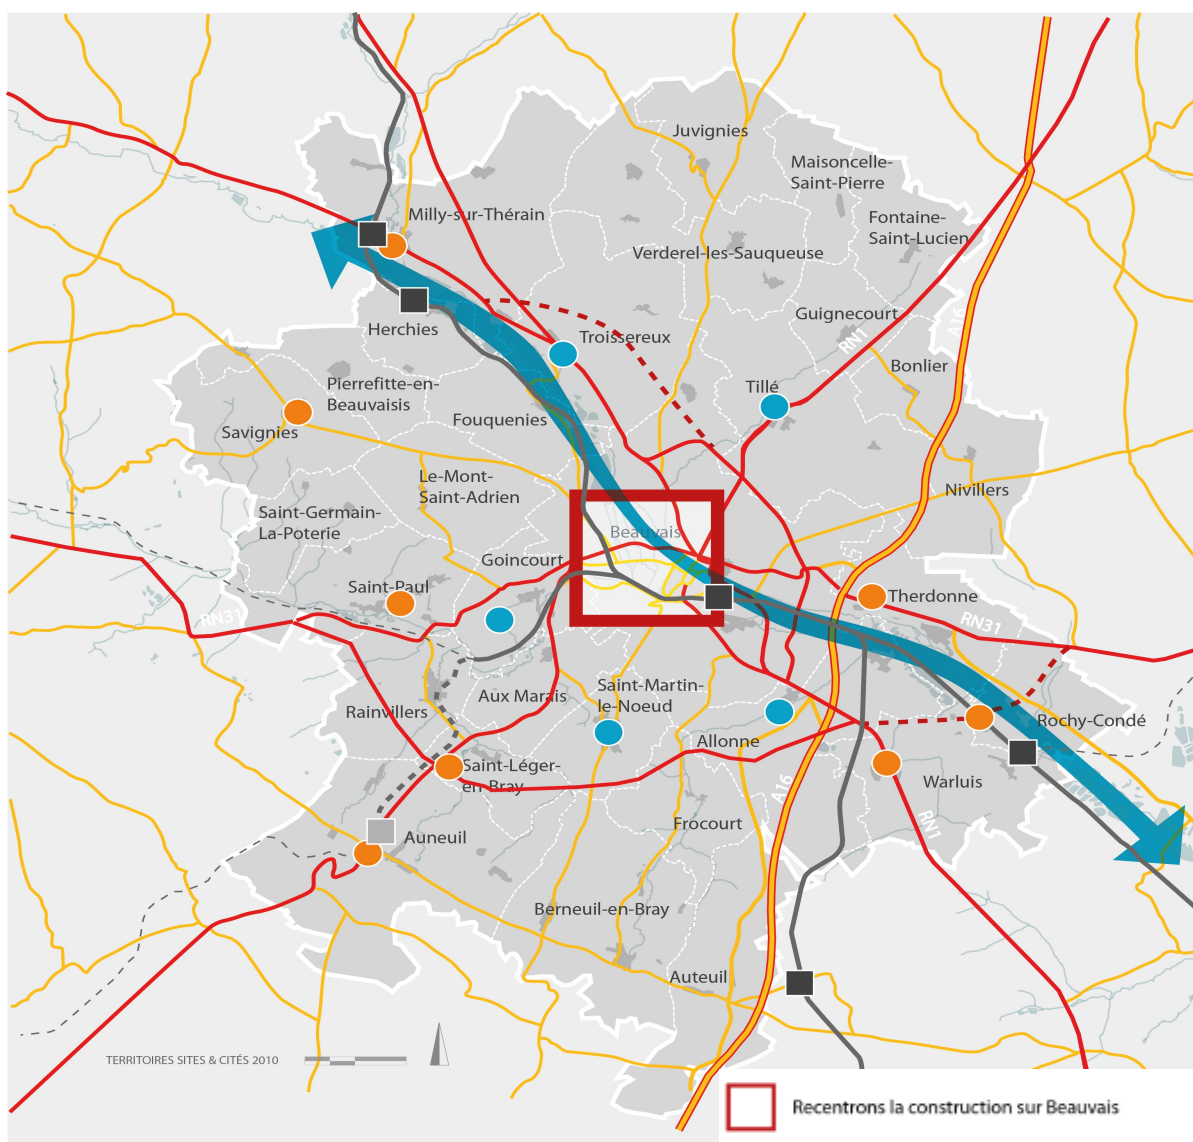 Juvignies
Maisoncelle-
Saint-Pierre
Milly-sur-Thérain
Fontaine-
Saint-Lucien
Verderel-les-Sauqueuse
Herchies
Troissereux
Guignecourt
A16
RN1
Bonlier
Pierrefitte-en-
Beauvaisis
Tillé
Savignies
Fouquenies
Le-Mont-
Saint-Adrien
Nivillers
Saint-Germain-
La-Poterie
Beauvais
Goincourt
Saint-Paul
Therdonne
RN31
RN31
Aux Marais
Saint-Martin-
le-Noeud
Rainvillers
Rochy-Condé
Allonne
Saint-Léger-
en-Bray
A16
Warluis
RN1
Frocourt
Auneuil
Berneuil-en-Bray
Auteuil
TERRITOIRES SITES & CITÉS 2010
Recentrons la construction sur Beauvais